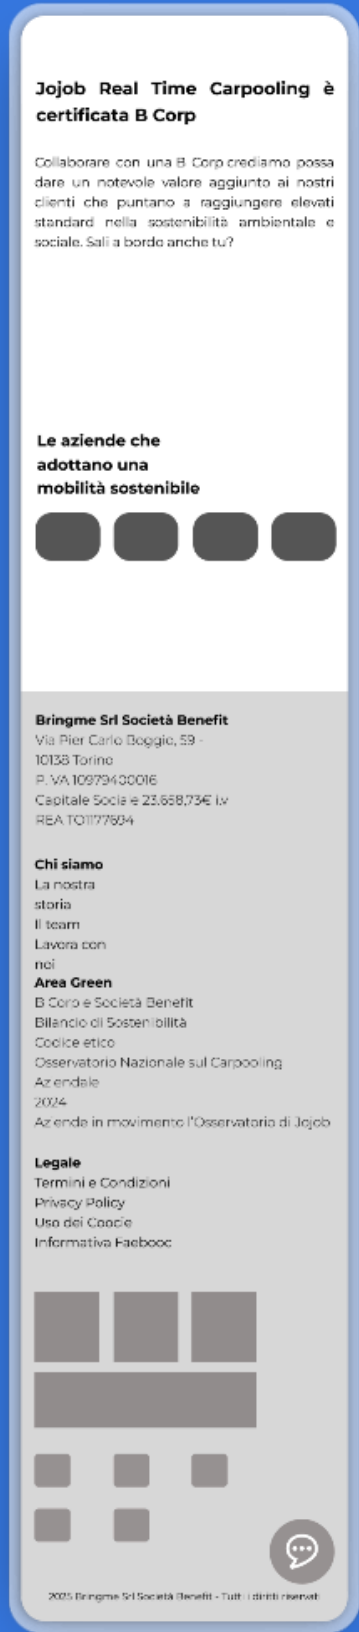 Jojob Real Time Carpooling è
certificata B Corp
Collaborare con una B Corp crediamo possa
dare un notevole valore aggiunto ai nostri
clienti che puntano a raggiungere elevati
standard nella sostenibilità ambientale e
sociale. Sali a bordo anche tu?
Le aziende che
adottano una
mobilità sostenibile
Bringme Srl Società Benefit
Via Pier Carlo Boggio, 59 -
10138 Torino
P. VA 10979400016
Capitale Sociale 23.658,73€ i.v
REA TO1177694
Chi siamo
La nostra
storia
Il team
Lavora con
noi
Area Green
B Corp e Società Benefit
Bilancio di Sostenibilità
Codice etico
Osservatorio Nazionale sul Carpooling
Aziendale
2024
Aziende in movimento l'Osservatorio di Jojob
Legale
Termini e Condizioni
Privacy Policy
Uso dei Coocie
Informativa Faebooc
2025 Bringme Srl Società Benefit - Tutti i diritti riservati